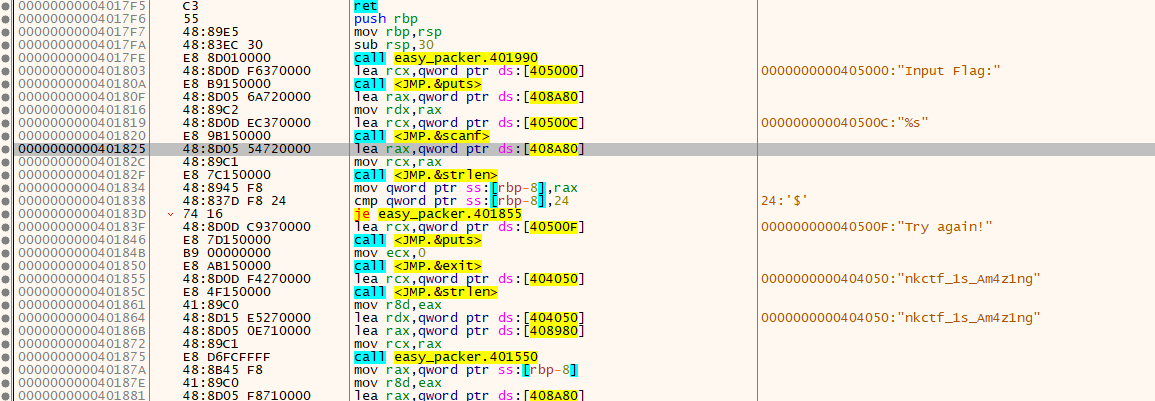 00000000004017F5 C3 ret
00000000004017F6 55 push rbp
00000000004017F7 48:89E5 mov rbp,rsp
00000000004017FA 48:83EC 30 sub rsp,30
00000000004017FE E8 8D010000 call easy_packer.401990
0000000000401803 48:8D0D F6370000 lea rcx,qword ptr ds:[405000] 0000000000405000:"Input Flag:"
000000000040180A E8 B9150000 call <JMP.&puts>
000000000040180F 48:8D05 6A720000 lea rax,qword ptr ds:[408A80]
0000000000401816 48:89C2 mov rdx,rax
0000000000401819 48:8D0D EC370000 lea rcx,qword ptr ds:[40500C] 000000000040500C:"%s"
0000000000401820 E8 9B150000 call <JMP.&scanf>
0000000000401825 48:8D05 54720000 lea rax,qword ptr ds:[408A80]
000000000040182C 48:89C1 mov rcx,rax
000000000040182F E8 7C150000 call <JMP.&strlen>
0000000000401834 48:8945 F8 mov qword ptr ss:[rbp-8],rax
0000000000401838 48:837D F8 24 cmp qword ptr ss:[rbp-8],24 24:'$'
000000000040183D 74 16 je easy_packer.401855
000000000040183F 48:8D0D C9370000 lea rcx,qword ptr ds:[40500F] 000000000040500F:"Try again!"
0000000000401846 E8 7D150000 call <JMP.&puts>
000000000040184B B9 00000000 mov ecx,0
0000000000401850 E8 AB150000 call <JMP.&exit>
0000000000401855 48:8D0D F4270000 lea rcx,qword ptr ds:[404050] 0000000000404050:"nkctf_1s_Am4z1ng"
000000000040185C E8 4F150000 call <JMP.&strlen>
0000000000401861 41:89C0 mov r8d,eax
0000000000401864 48:8D15 E5270000 lea rdx,qword ptr ds:[404050] 0000000000404050:"nkctf_1s_Am4z1ng"
000000000040186B 48:8D05 0E710000 lea rax,qword ptr ds:[408980]
0000000000401872 48:89C1 mov rcx,rax
0000000000401875 E8 D6FCFFFF call easy_packer.401550
000000000040187A 48:8B45 F8 mov rax,qword ptr ss:[rbp-8]
000000000040187E 41:89C0 mov r8d,eax
0000000000401881 48:8D05 F8710000 lea rax,qword ptr ds:[408A80]